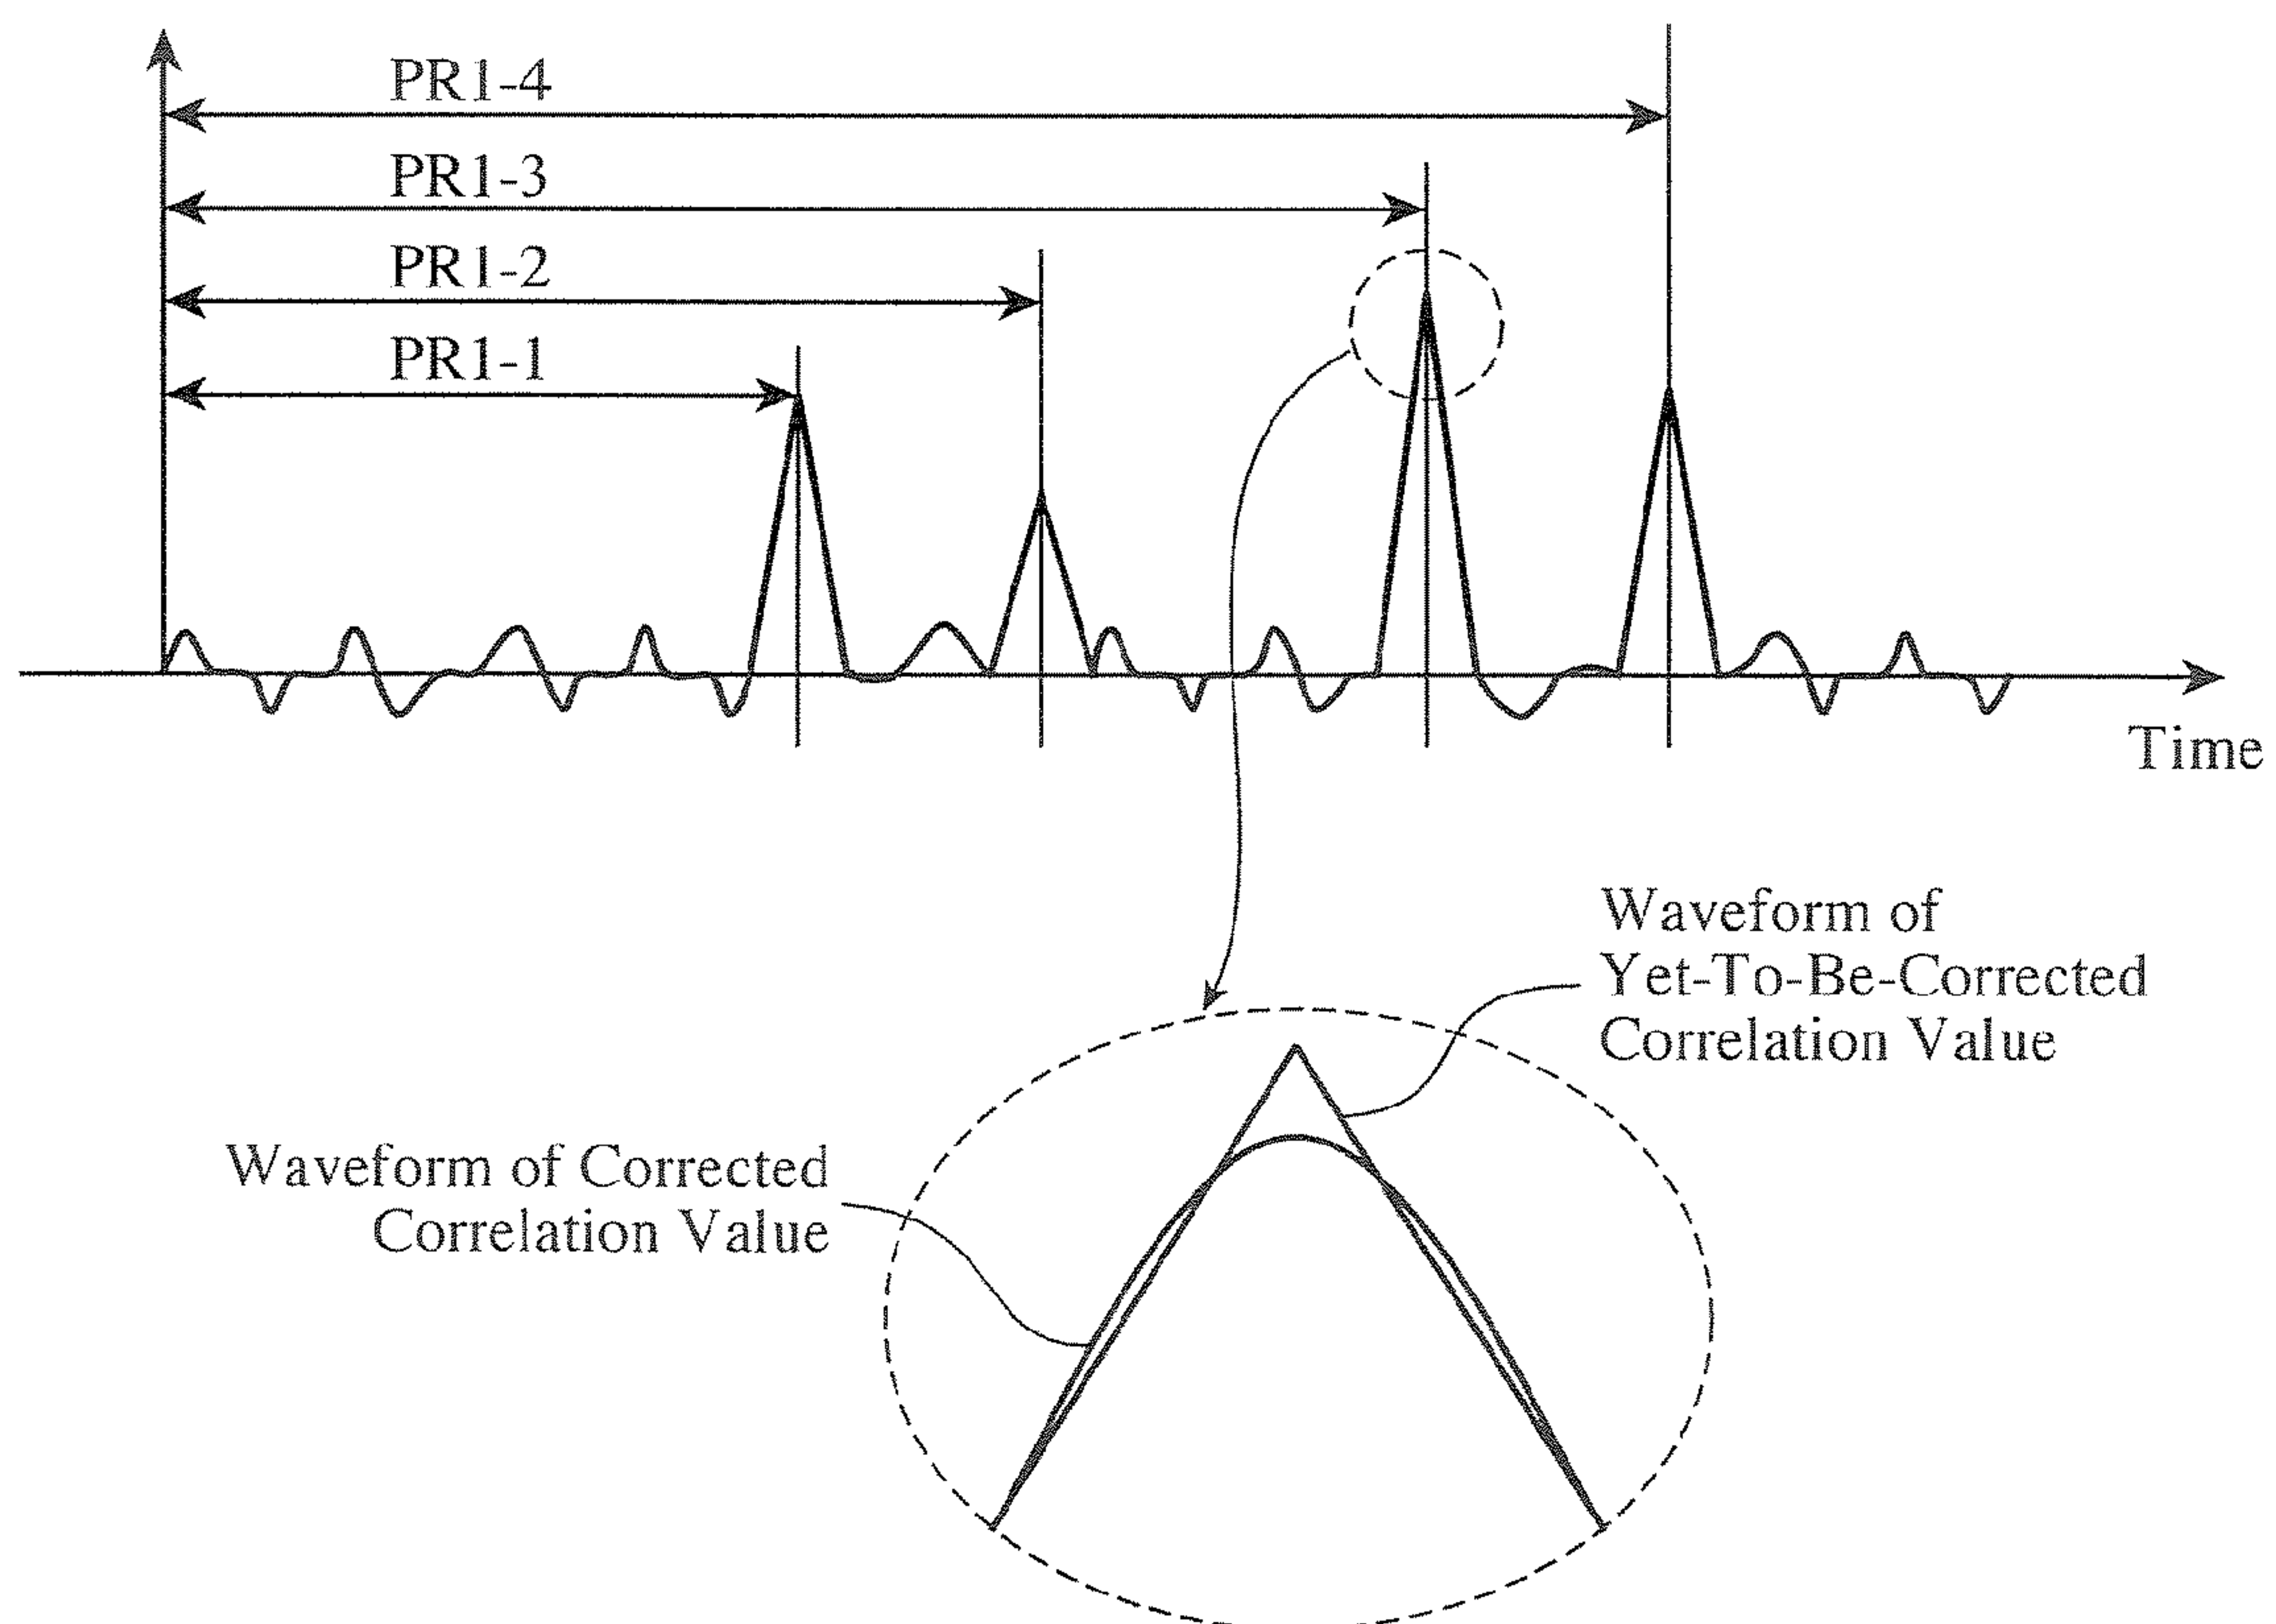 PR1-4
PR1-3
PR1-2
PR1-1
Time
Waveform of
Yet-To-Be-Corrected
Correlation Value
Waveform of Corrected
Correlation Value